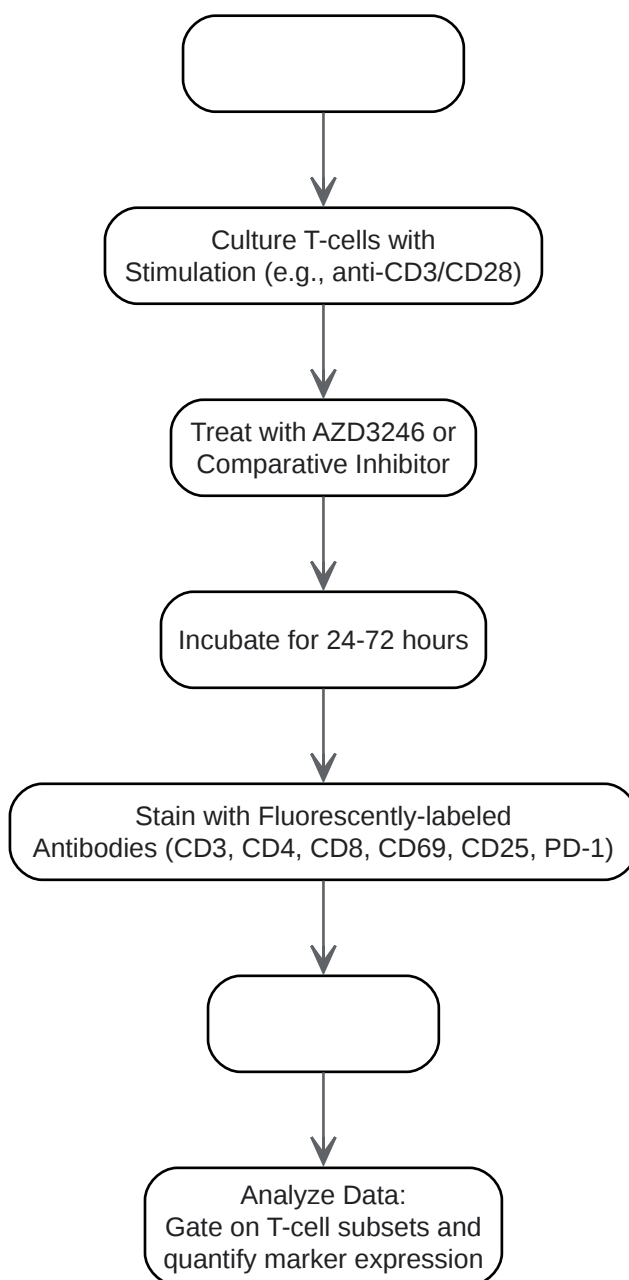 Culture T-cells with
Stimulation (e.g., anti-CD3/CD28)
Treat with AZD3246 or
Comparative Inhibitor
Incubate for 24-72 hours
Stain with Fluorescently-labeled
Antibodies (CD3, CD4, CD8, CD69, CD25, PD-1)
Analyze Data:
Gate on T-cell subsets and
quantify marker expression